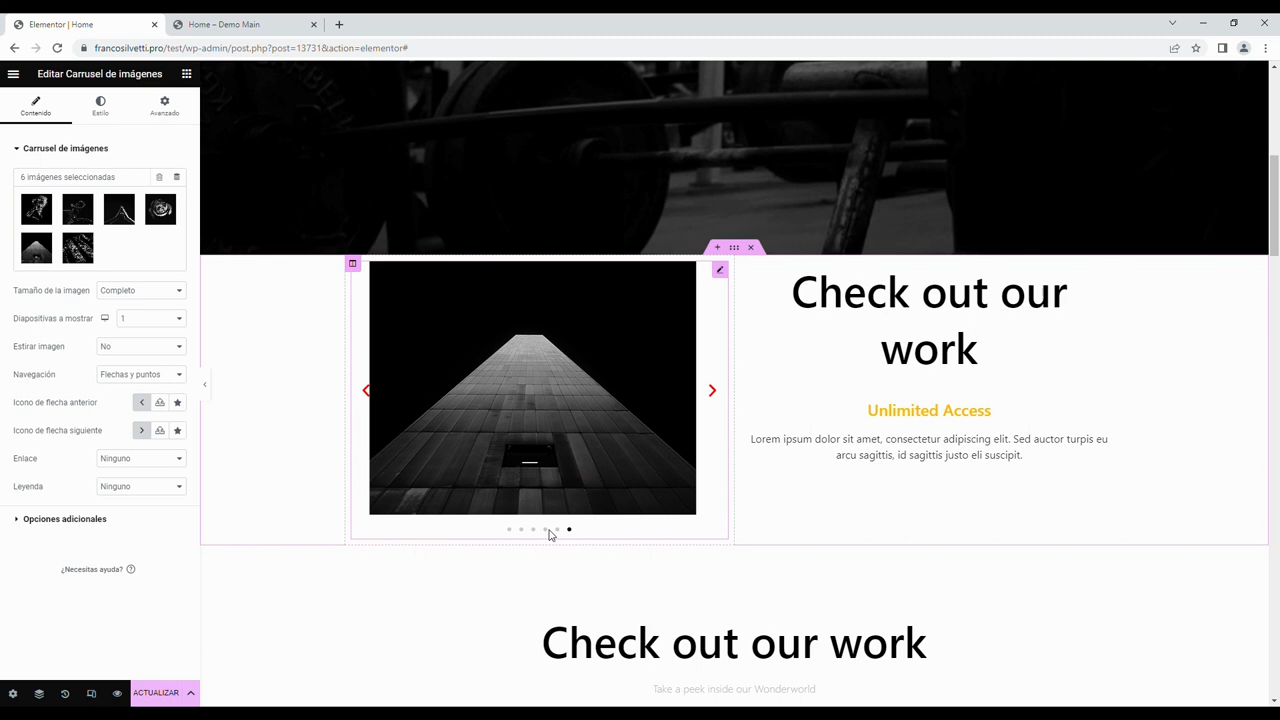 Elementor | Home
Home – Demo Main
francosilvetti.pro/test/wp-admin/post.php?post=13731&action=elementor#
Editar Carrusel de imágenes
Contenido
Estilo
Avanzado
Carrusel de imágenes
6 imágenes seleccionadas
Tamaño de la imagen
Completo
Diapositivas a mostrar
1
Estirar imagen
No
Navegación
Flechas y puntos
Icono de flecha anterior
Icono de flecha siguiente
Enlace
Ninguno
Leyenda
Ninguno
Opciones adicionales
¿Necesitas ayuda?
ACTUALIZAR
Check out our
work
Unlimited Access
Lorem ipsum dolor sit amet, consectetur adipiscing elit. Sed auctor turpis eu
arcu sagittis, id sagittis justo eli suscipit.
Check out our work
Take a peek inside our Wonderworld